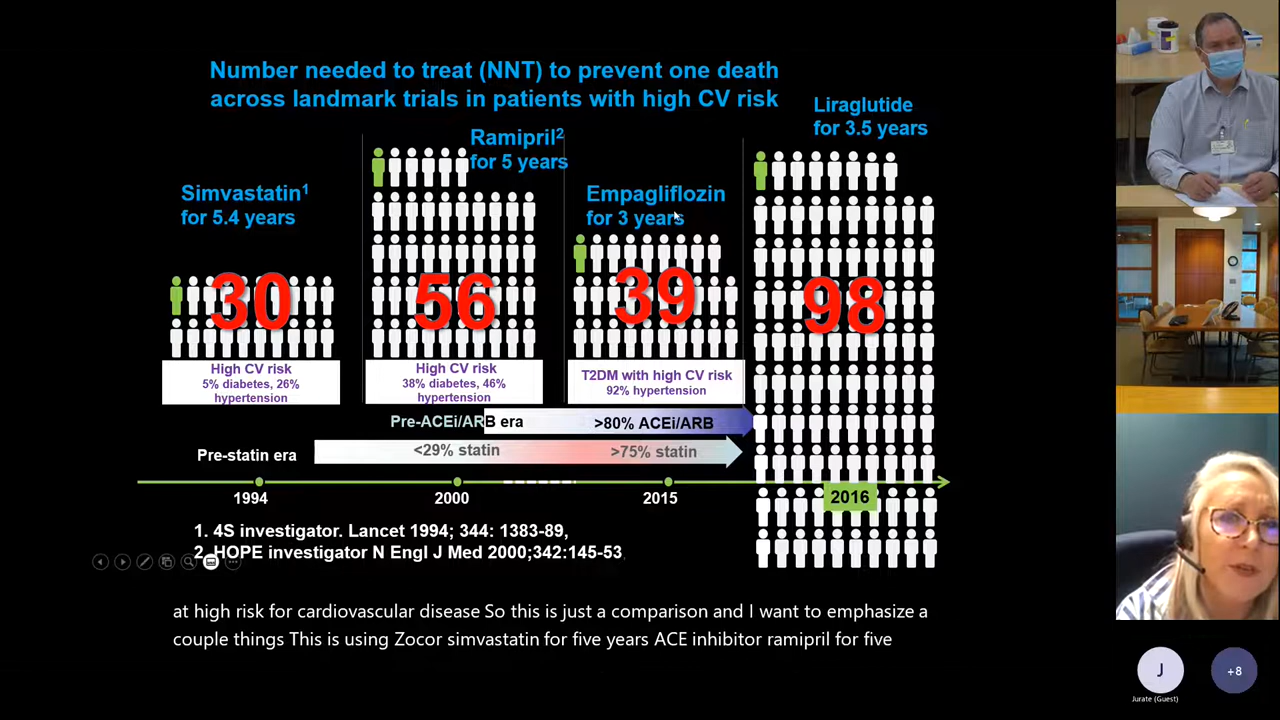 Number needed to treat (NNT) to prevent one death
across landmark trials in patients with high CV risk
Simvastatin¹
for 5.4 years
Ramipril²
for 5 years
Empagliflozin
for 3 years
Liraglutide
for 3.5 years
30
56
39
98
High CV risk
5% diabetes, 26%
hypertension
High CV risk
38% diabetes, 46%
hypertension
T2DM with high CV risk
92% hypertension
Pre-ACEi/ARB era
>80% ACEi/ARB
Pre-statin era
<29% statin
>75% statin
1994
2000
2015
2016
1. 4S investigator. Lancet 1994; 344: 1383-89,
2. HOPE investigator N Engl J Med 2000;342:145-53
at high risk for cardiovascular disease So this is just a comparison and I want to emphasize a
couple things This is using Zocor simvastatin for five years ACE inhibitor ramipril for five
J
+8
Jurate (Guest)